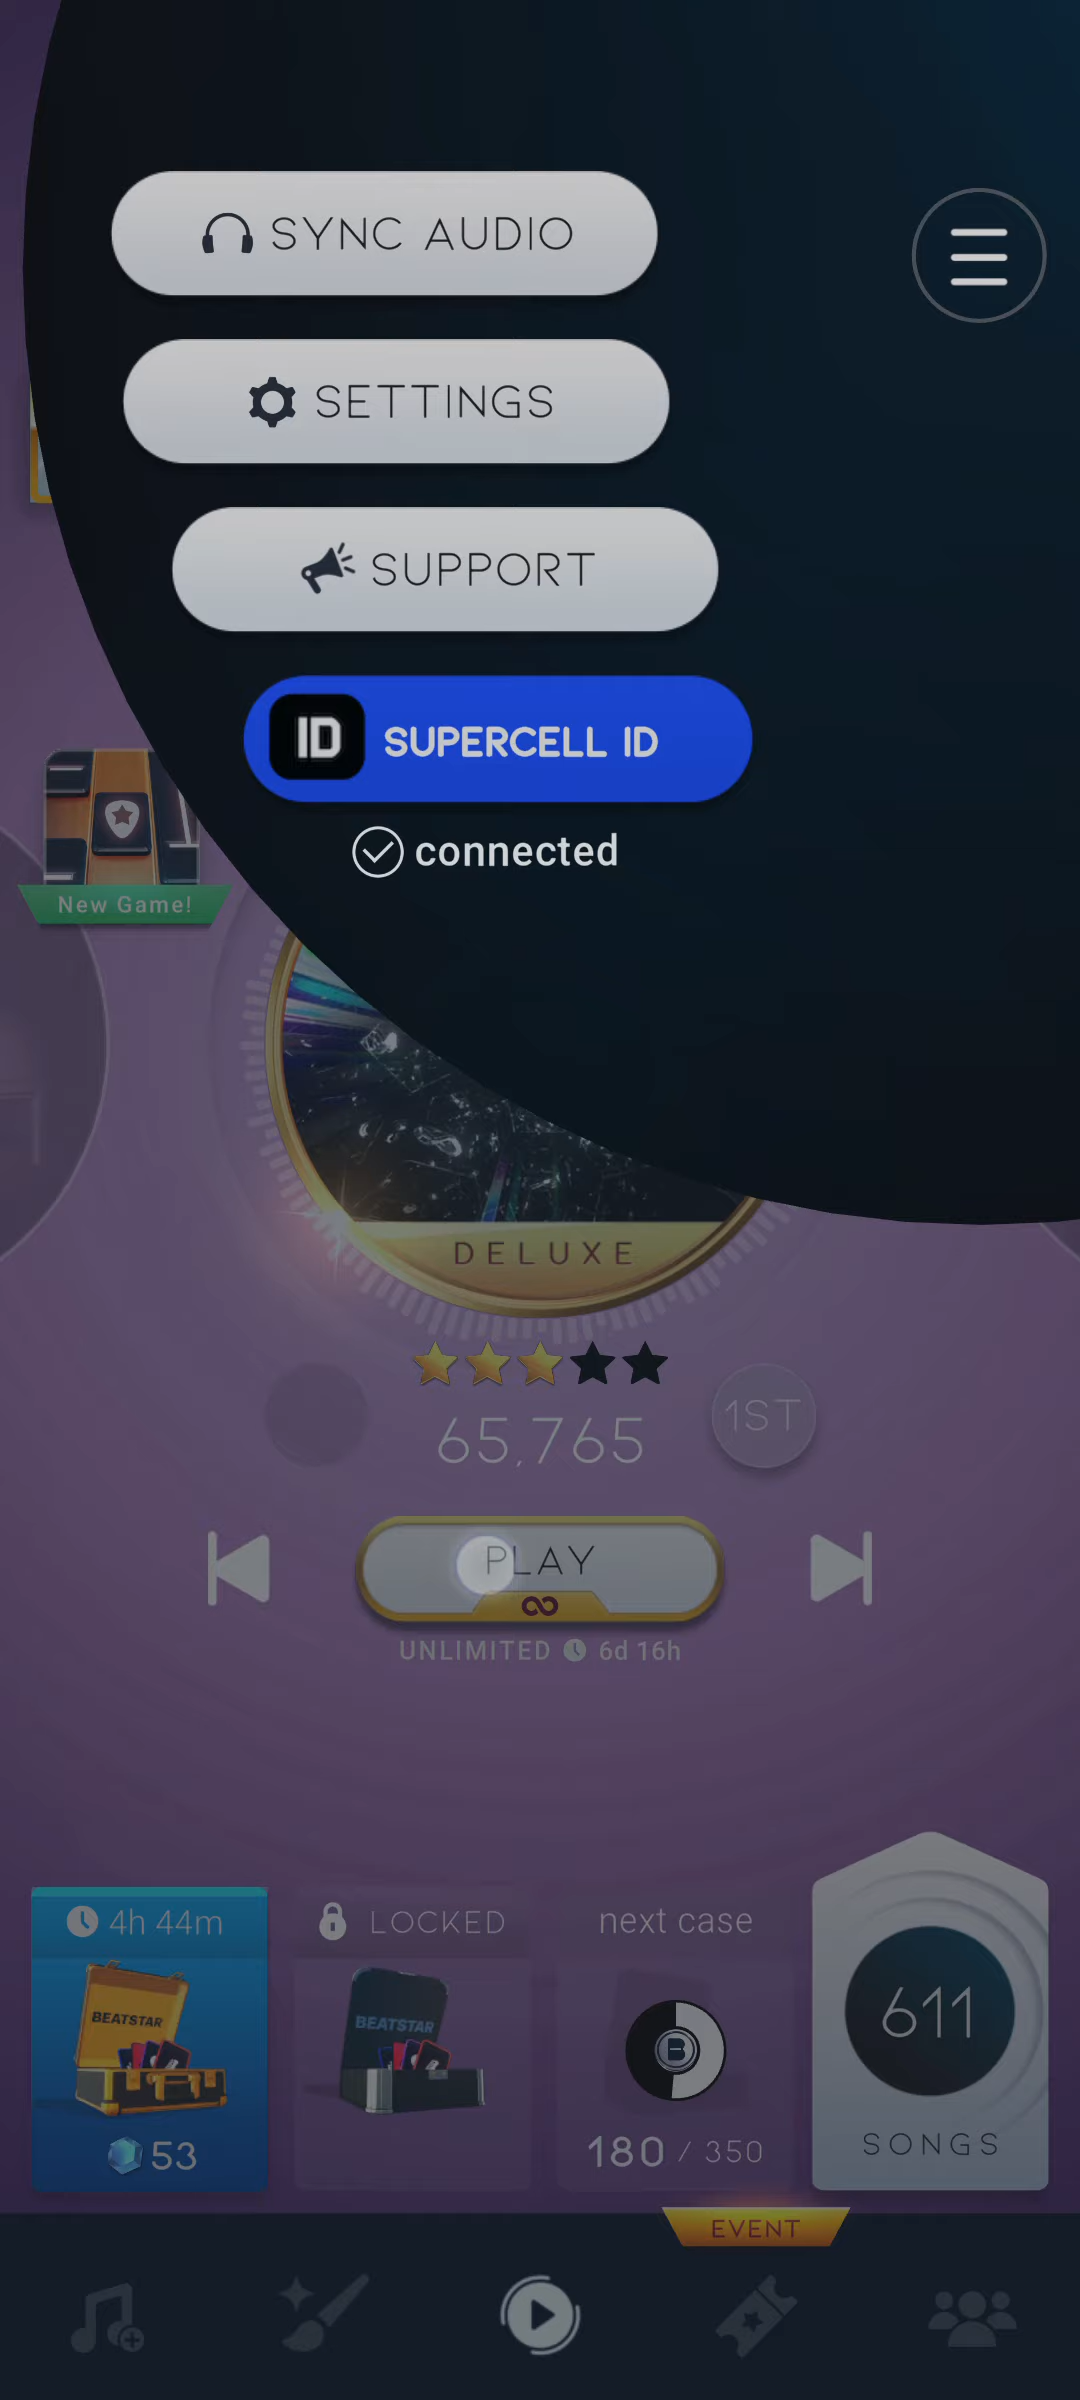 SYNC AUDIO
SETTINGS
SUPPORT
ID SUPERCELL ID
connected
New Game!
DELUXE
65,765
1ST
PLAY
UNLIMITED 6d 16h
4h 44m
LOCKED
next case
BEATSTAR
BEATSTAR
B
611
53
180 / 350
SONGS
EVENT